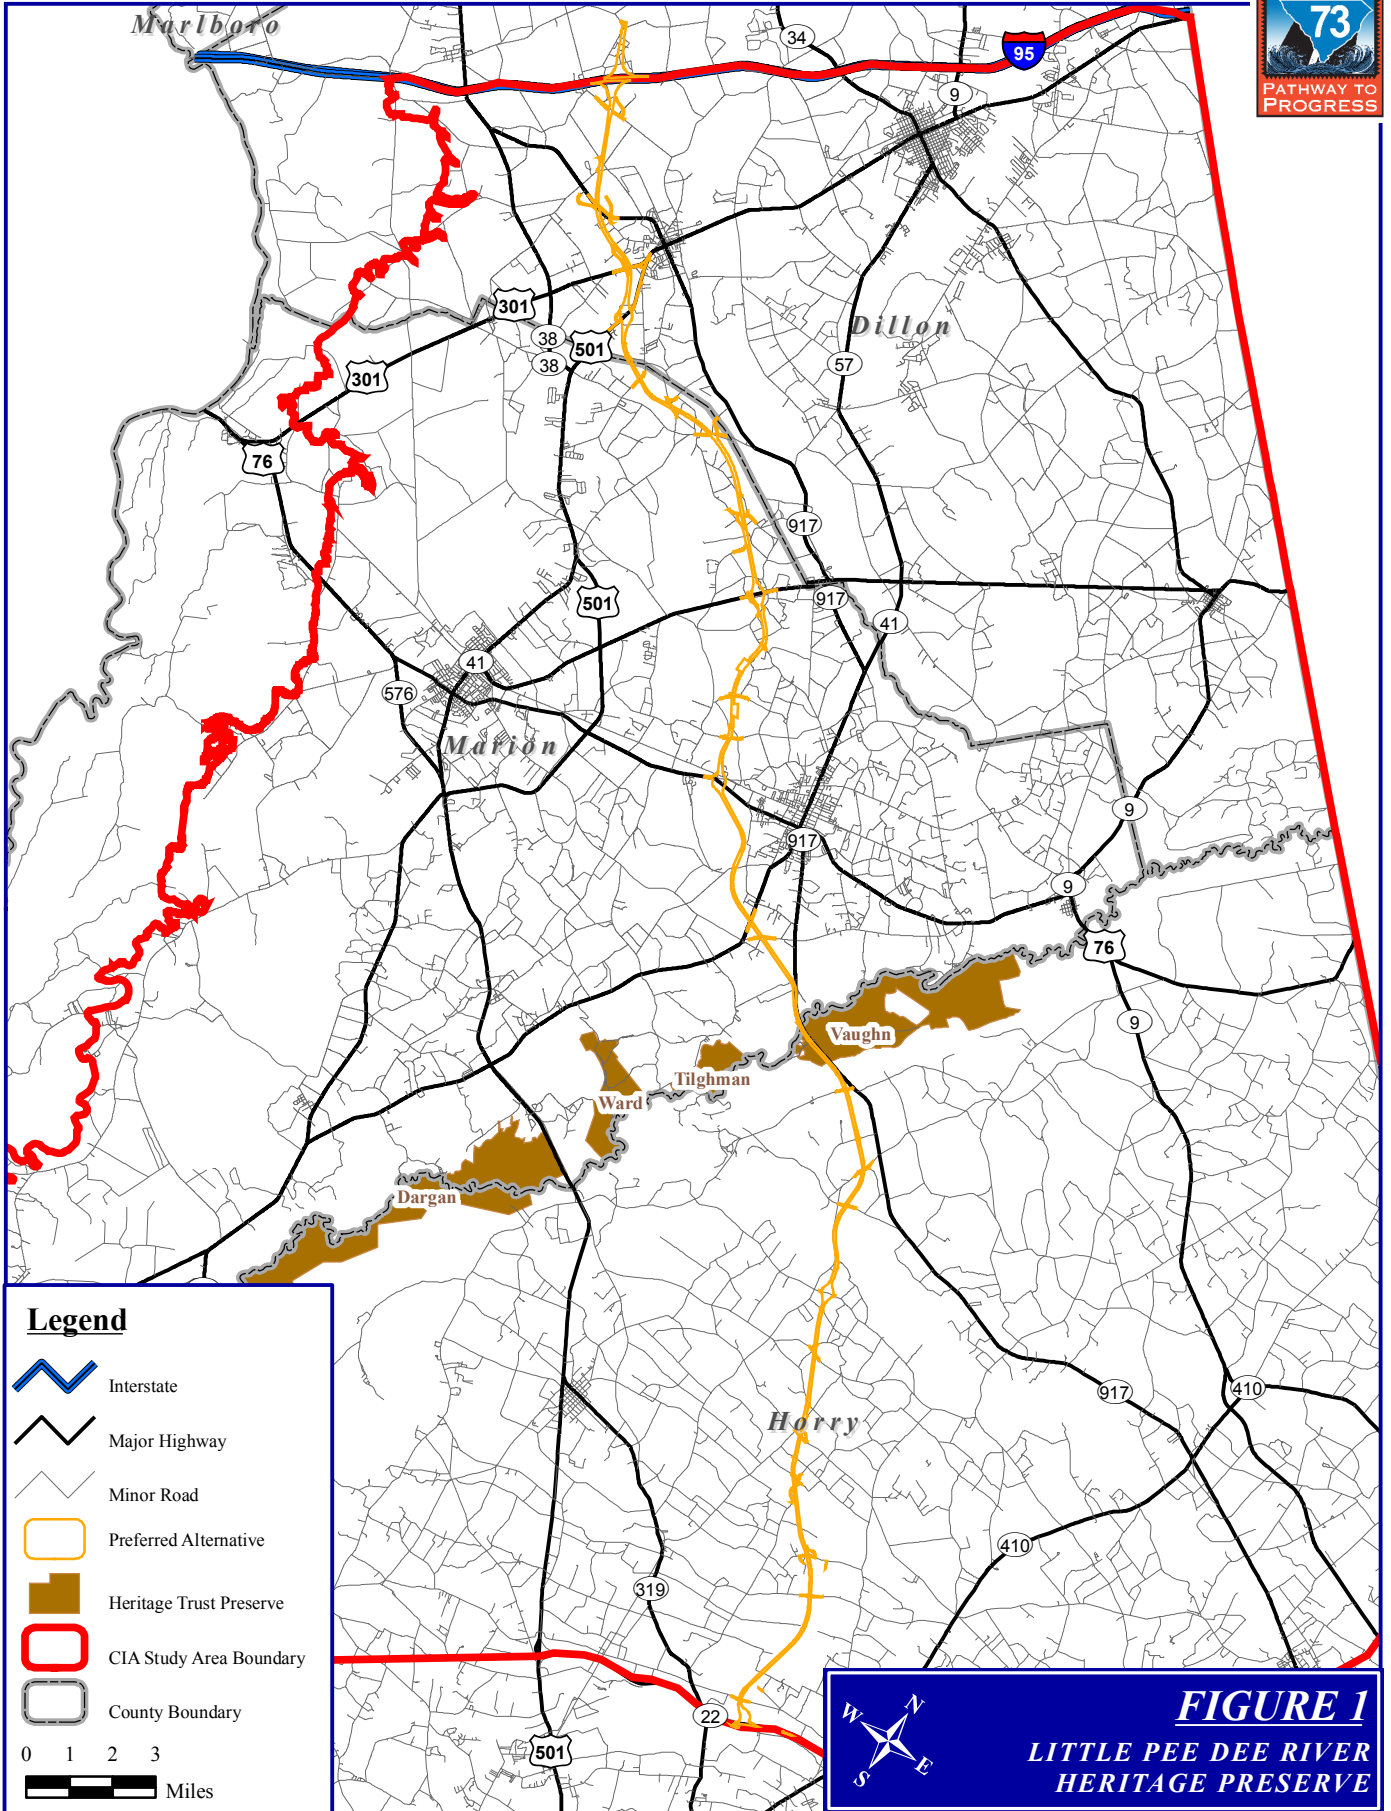 Marlboro
73
PATHWAY TO
PROGRESS
34
95
9
301
Dillon
38
501
38
57
301
76
917
501
917
41
41
576
Marion
9
917
9
76
Vaughn
9
Tilghman
Ward
Dargan
Legend
Interstate
Major Highway
Minor Road
Preferred Alternative
Heritage Trust Preserve
CIA Study Area Boundary
County Boundary
0 1 2 3
Miles
917
410
Horry
410
319
22
501
N
W
E
S
FIGURE 1
LITTLE PEE DEE RIVER
HERITAGE PRESERVE